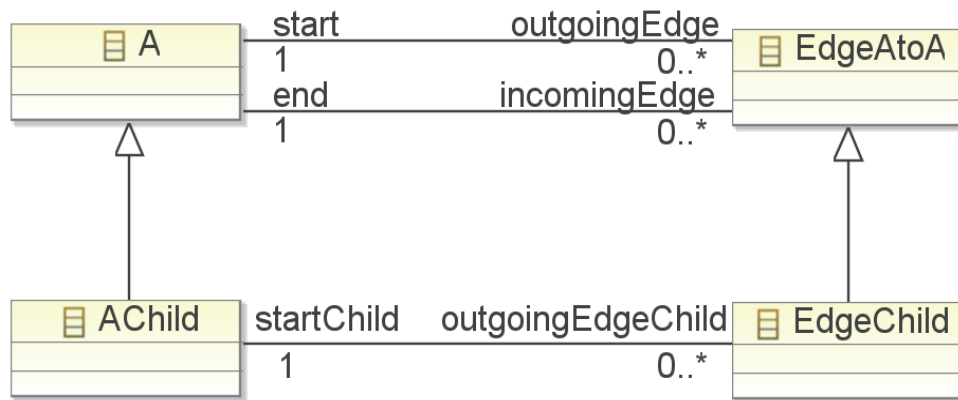 A start outgoingEdge EdgeAtoA
1 0..*
end incomingEdge
1 0..*
AChild startChild outgoingEdgeChild EdgeChild
1 0..*